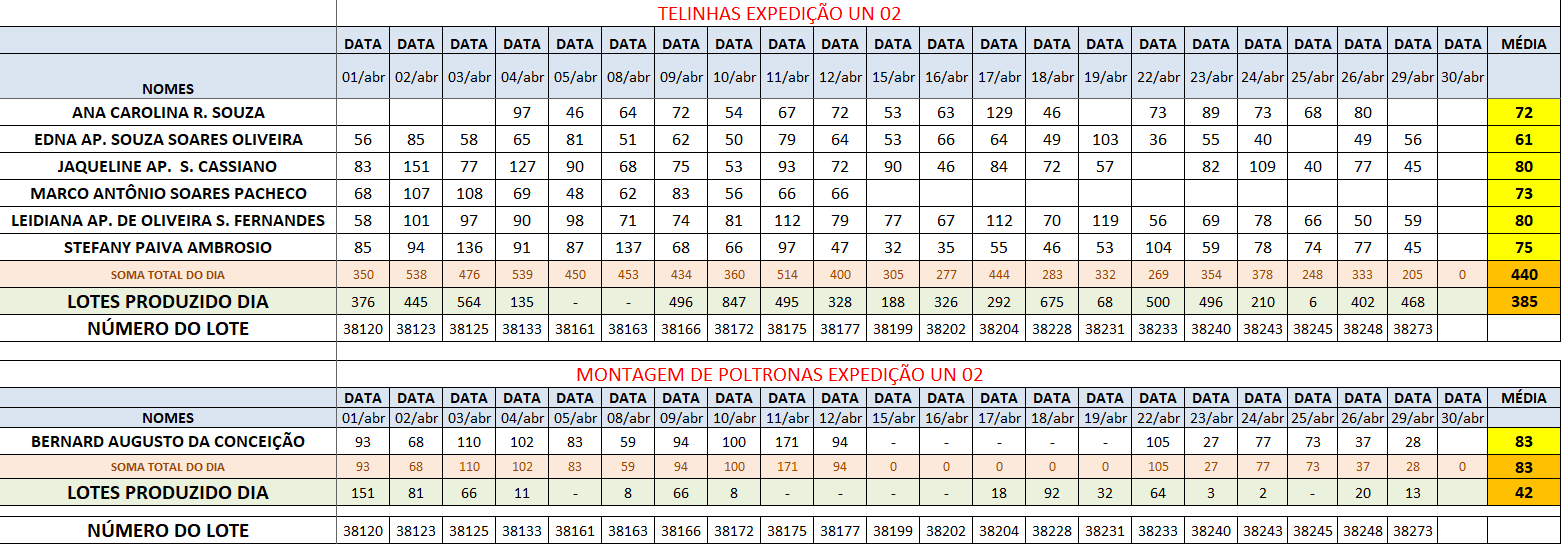 TELINHAS EXPEDIÇÃO UN 02
DATA DATA DATA DATA DATA DATA DATA DATA DATA DATA DATA DATA DATA DATA DATA DATA DATA DATA DATA DATA DATA DATA MÉDIA
NOMES 01/abr 02/abr 03/abr 04/abr 05/abr 08/abr 09/abr 10/abr 11/abr 12/abr 15/abr 16/abr 17/abr 18/abr 19/abr 22/abr 23/abr 24/abr 25/abr 26/abr 29/abr 30/abr
ANA CAROLINA R. SOUZA 97 46 64 72 54 67 72 53 63 129 46 73 89 73 68 80 72
EDNA AP. SOUZA SOARES OLIVEIRA 56 85 58 65 81 51 62 50 79 64 53 66 64 49 103 36 55 40 49 56 61
JAQUELINE AP. S. CASSIANO 83 151 77 127 90 68 75 53 93 72 90 46 84 72 57 82 109 40 77 45 80
MARCO ANTÔNIO SOARES PACHECO 68 107 108 69 48 62 83 56 66 66 73
LEIDIANA AP. DE OLIVEIRA S. FERNANDES 58 101 97 90 98 71 74 81 112 79 77 67 112 70 119 56 69 78 66 50 59 80
STEFANY PAIVA AMBROSIO 85 94 136 91 87 137 68 66 97 47 32 35 55 46 53 104 59 78 74 77 45 75
SOMA TOTAL DO DIA 350 538 476 539 450 453 434 360 514 400 305 277 444 283 332 269 354 378 248 333 205 0 440
LOTES PRODUZIDO DIA 376 445 564 135 - - 496 847 495 328 188 326 292 675 68 500 496 210 6 402 468 385
NÚMERO DO LOTE 38120 38123 38125 38133 38161 38163 38166 38172 38175 38177 38199 38202 38204 38228 38231 38233 38240 38243 38245 38248 38273
MONTAGEM DE POLTRONAS EXPEDIÇÃO UN 02
DATA DATA DATA DATA DATA DATA DATA DATA DATA DATA DATA DATA DATA DATA DATA DATA DATA DATA DATA DATA DATA DATA MÉDIA
NOMES 01/abr 02/abr 03/abr 04/abr 05/abr 08/abr 09/abr 10/abr 11/abr 12/abr 15/abr 16/abr 17/abr 18/abr 19/abr 22/abr 23/abr 24/abr 25/abr 26/abr 29/abr 30/abr
BERNARD AUGUSTO DA CONCEIÇÃO 93 68 110 102 83 59 94 100 171 94 - - - - - 105 27 77 73 37 28 83
SOMA TOTAL DO DIA 93 68 110 102 83 59 94 100 171 94 0 0 0 0 0 105 27 77 73 37 28 0 83
LOTES PRODUZIDO DIA 151 81 66 11 - 8 66 8 - - - - 18 92 32 64 3 2 - 20 13 42
NÚMERO DO LOTE 38120 38123 38125 38133 38161 38163 38166 38172 38175 38177 38199 38202 38204 38228 38231 38233 38240 38243 38245 38248 38273